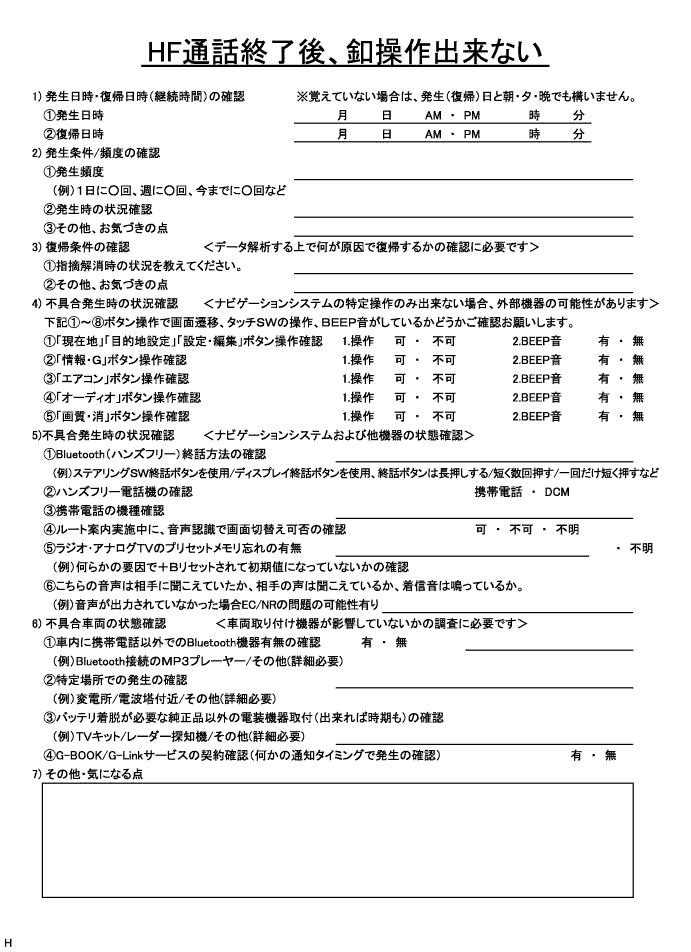 HF通話終了後、釦操作出来ない
1) 発生日時・復帰日時(継続時間)の確認 ※覚えていない場合は、発生(復帰)日と朝・夕・晩でも構いません。
①発生日時 月 日 AM ・ PM 時 分
②復帰日時 月 日 AM ・ PM 時 分
2) 発生条件/頻度の確認
①発生頻度
(例)1日に〇回、週に〇回、今までに〇回など
②発生時の状況確認
③その他、お気づきの点
3) 復帰条件の確認 <データ解析する上で何が原因で復帰するかの確認に必要です>
①指摘解消時の状況を教えてください。
②その他、お気づきの点
4) 不具合発生時の状況確認 <ナビゲーションシステムの特定操作のみ出来ない場合、外部機器の可能性があります>
下記①~⑧ボタン操作で画面遷移、タッチSWの操作、BEEP音がしているかどうかご確認お願いします。
①「現在地」「目的地設定」「設定・編集」ボタン操作確認 1.操作 可 ・ 不可 2.BEEP音 有 ・ 無
②「情報・G」ボタン操作確認 1.操作 可 ・ 不可 2.BEEP音 有 ・ 無
③「エアコン」ボタン操作確認 1.操作 可 ・ 不可 2.BEEP音 有 ・ 無
④「オーディオ」ボタン操作確認 1.操作 可 ・ 不可 2.BEEP音 有 ・ 無
⑤「画質・消」ボタン操作確認 1.操作 可 ・ 不可 2.BEEP音 有 ・ 無
5)不具合発生時の状況確認 <ナビゲーションシステムおよび他機器の状態確認>
①Bluetooth(ハンズフリー)終話方法の確認
(例)ステアリングSW終話ボタンを使用/ディスプレイ終話ボタンを使用、終話ボタンは長押しする/短く数回押す/一回だけ短く押すなど
②ハンズフリー電話機の確認 携帯電話 ・ DCM
③携帯電話の機種確認
④ルート案内実施中に、音声認識で画面切替え可否の確認 可 ・ 不可 ・ 不明
⑤ラジオ・アナログTVのプリセットメモリ忘れの有無 ・ 不明
(例)何らかの要因で+Bリセットされて初期値になっていないかの確認
⑥こちらの音声は相手に聞こえていたか、相手の声は聞こえているか、着信音は鳴っているか。
(例)音声が出力されていなかった場合EC/NRの問題の可能性有り
6) 不具合車両の状態確認 <車両取り付け機器が影響していないかの調査に必要です>
①車内に携帯電話以外でのBluetooth機器有無の確認 有 ・ 無
(例)Bluetooth接続のMP3プレーヤー/その他(詳細必要)
②特定場所での発生の確認
(例)変電所/電波塔付近/その他(詳細必要)
③バッテリ着脱が必要な純正品以外の電装機器取付(出来れば時期も)の確認
(例)TVキット/レーダー探知機/その他(詳細必要)
④G-BOOK/G-Linkサービスの契約確認(何かの通知タイミングで発生の確認) 有 ・ 無
7) その他・気になる点
H